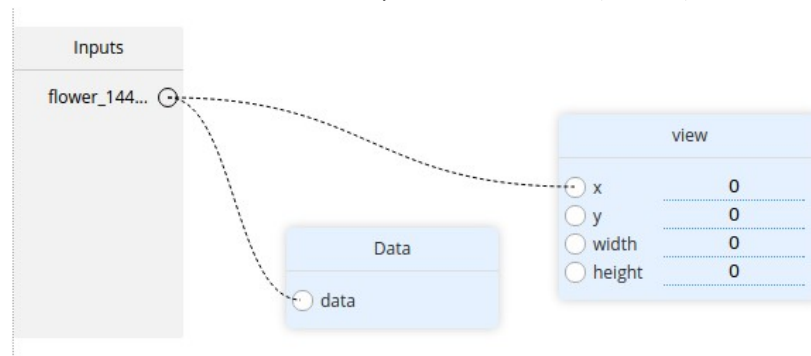 Inputs
flower_144...
view
x 0
y 0
width 0
height 0
Data
data